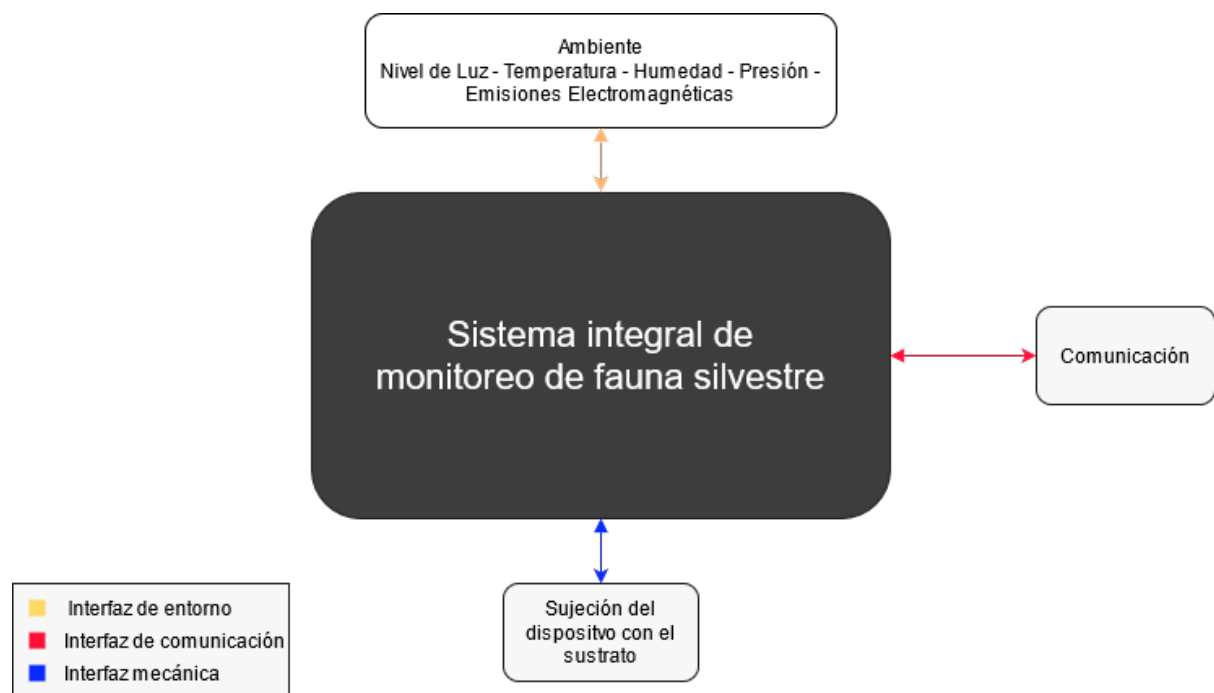 Ambiente
Nivel de Luz - Temperatura - Humedad - Presión -
Emisiones Electromagnéticas
Sistema integral de
monitoreo de fauna silvestre
Comunicación
Sujeción del
dispositvo con el
sustrato
Interfaz de entorno
Interfaz de comunicación
Interfaz mecánica